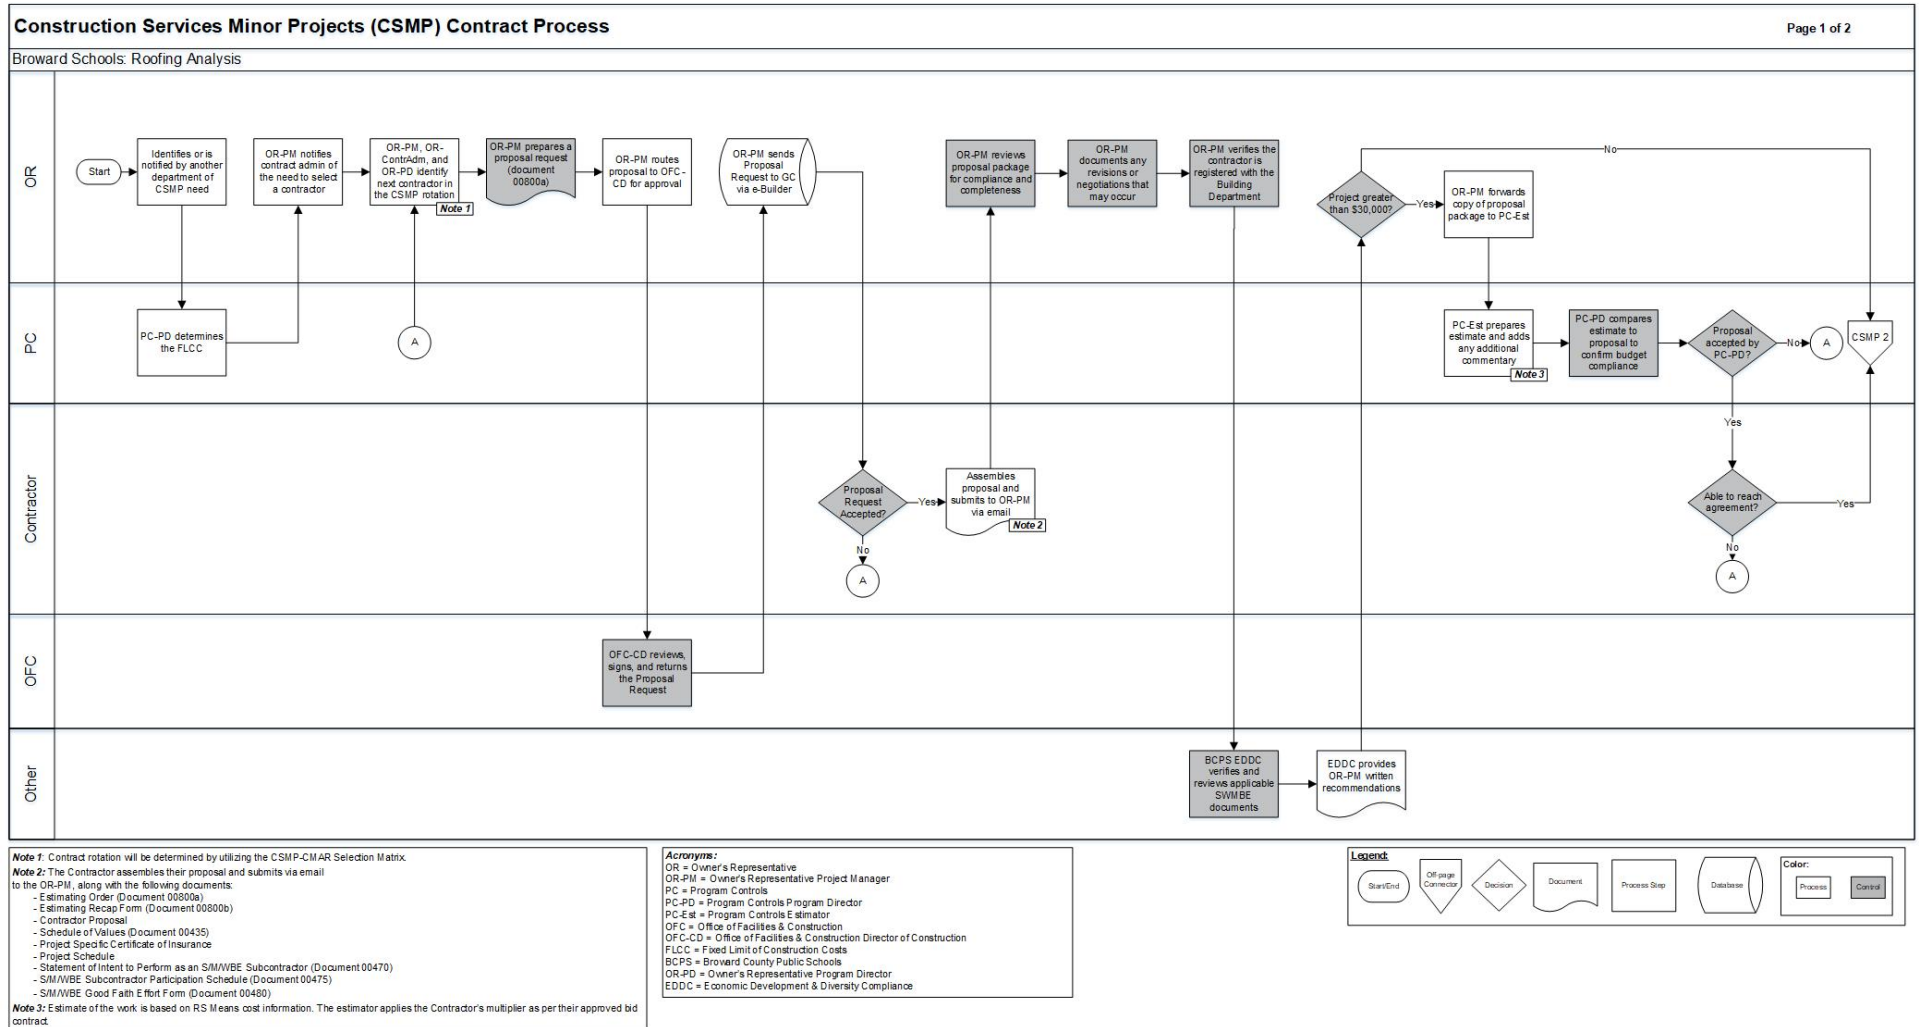 Construction Services Minor Projects (CSMP) Contract Process
Page 1 of 2
Broward Schools: Roofing Analysis
OR
Start
Identifies or is
notified by another
department of
CSMP need
OR-PM notifies
contract admin of
the need to select
a contractor
OR-PM, OR-
ContrAdm, and
OR-PD identify
next contractor in
the CSMP rotation
Note 1
OR-PM prepares a
proposal request
(document
00800a)
OR-PM routes
proposal to OFC-
CD for approval
OR-PM sends
Proposal
Request to GC
via e-Builder
OR-PM reviews
proposal package
for compliance and
completeness
OR-PM
documents any
revisions or
negotiations that
may occur
OR-PM verifies the
contractor is
registered with the
Building
Department
Project greater
than $30,000?
No
Yes
OR-PM forwards
copy of proposal
package to PC-Est
PC
PC-PD determines
the FLCC
A
PC-Est prepares
estimate and adds
any additional
commentary
Note 3
PC-PD compares
estimate to
proposal to
confirm budget
compliance
Proposal
accepted by
PC-PD?
No
A
CSMP 2
Yes
Contractor
Proposal
Request
Accepted?
Yes
No
A
Assembles
proposal and
submits to OR-PM
via email
Note 2
Able to reach
agreement?
Yes
No
A
OFC
OFC-CD reviews,
signs, and returns
the Proposal
Request
Other
BCPS EDDC
verifies and
reviews applicable
SWMBE
documents
EDDC provides
OR-PM written
recommendations
Note 1: Contract rotation will be determined by utilizing the CSMP-CMAR Selection Matrix.
Note 2: The Contractor assembles their proposal and submits via email
to the OR-PM, along with the following documents:
- Estimating Order (Document 00800a)
- Estimating Recap Form (Document 00800b)
- Contractor Proposal
- Schedule of Values (Document 00435)
- Project Specific Certificate of Insurance
- Project Schedule
- Statement of Intent to Perform as an S/M/WBE Subcontractor (Document 00470)
- S/M/WBE Subcontractor Participation Schedule (Document 00475)
- S/M/WBE Good Faith Effort Form (Document 00480)
Note 3: Estimate of the work is based on RS Means cost information. The estimator applies the Contractor's multiplier as per their approved bid
contract.
Acronyms:
OR = Owner's Representative
OR-PM = Owner's Representative Project Manager
PC = Program Controls
PC-PD = Program Controls Program Director
PC-Est = Program Controls Estimator
OFC = Office of Facilities & Construction
OFC-CD = Office of Facilities & Construction Director of Construction
FLCC = Fixed Limit of Construction Costs
BCPS = Broward County Public Schools
OR-PD = Owner's Representative Program Director
EDDC = Economic Development & Diversity Compliance
Legend:
Start/End
Off-page
Connector
Decision
Document
Process Step
Database
Color:
Process
Control